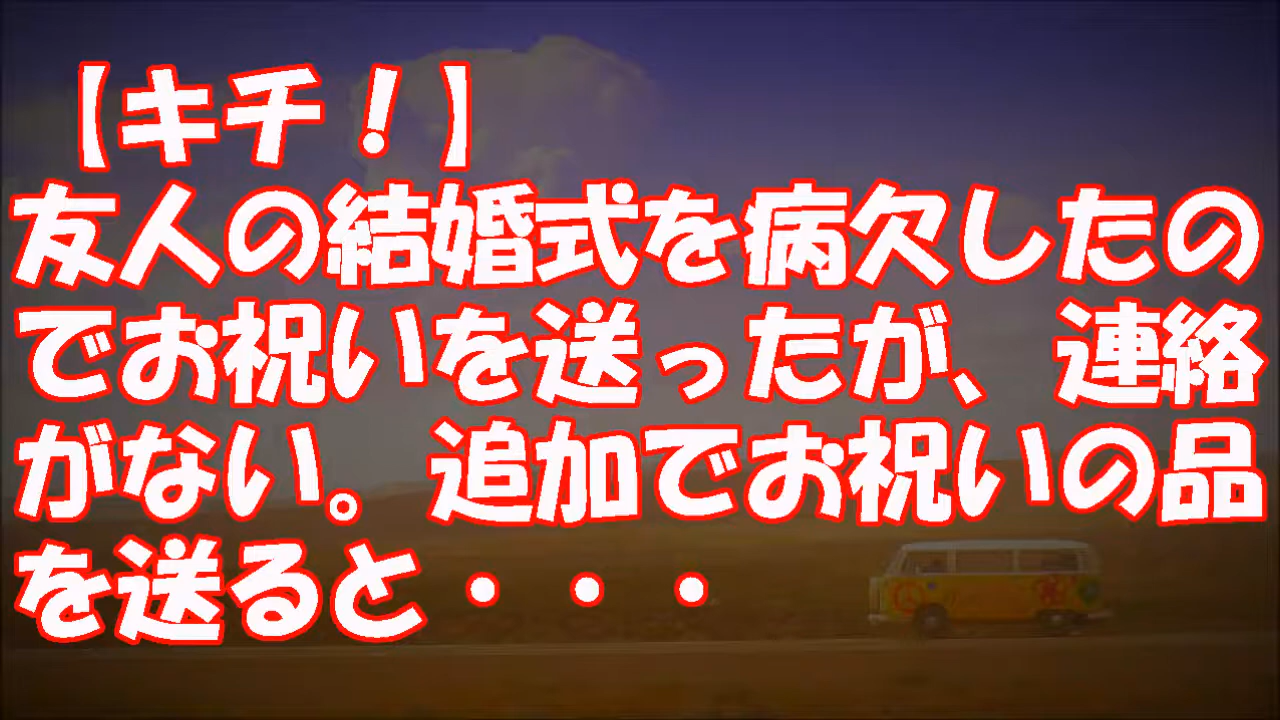 【キチ！】
友人の結婚式を病欠したの
でお祝いを送ったが、連絡
がない。追加でお祝いの品
を送ると・・・